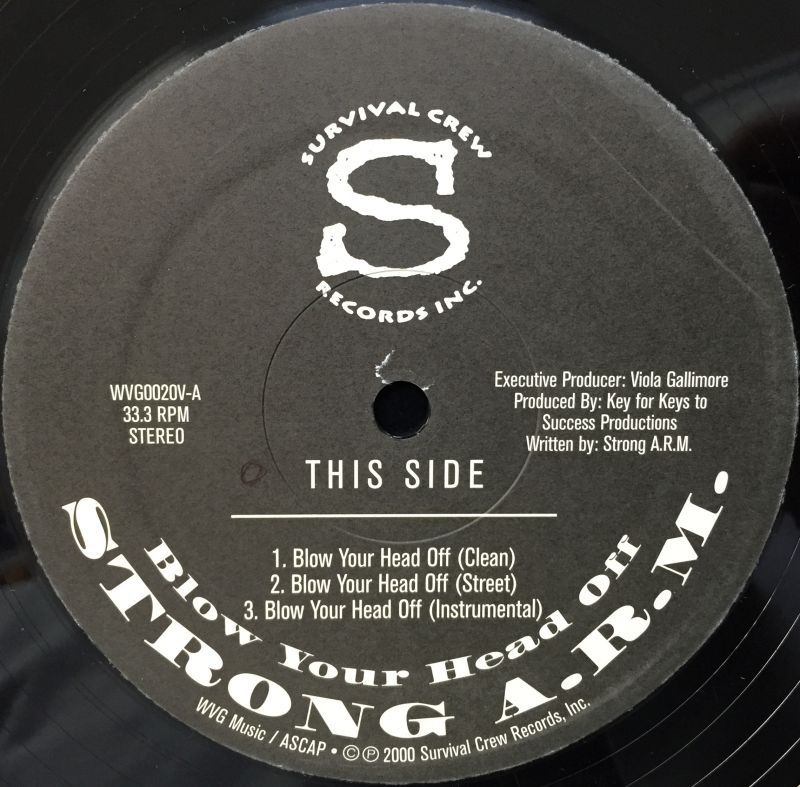 SURVIVAL CREW
S
RECORDS INC.
WVG0020V-A
33.3 RPM
STEREO
Executive Producer: Viola Gallimore
Produced By: Key for Keys to
Success Productions
Written by: Strong A.R.M.
THIS SIDE
1. Blow Your Head Off (Clean)
2. Blow Your Head Off (Street)
3. Blow Your Head Off (Instrumental)
Blow Your Head Off
STRONG A.R.M.
WVG Music / ASCAP • © ℗ 2000 Survival Crew Records, Inc.